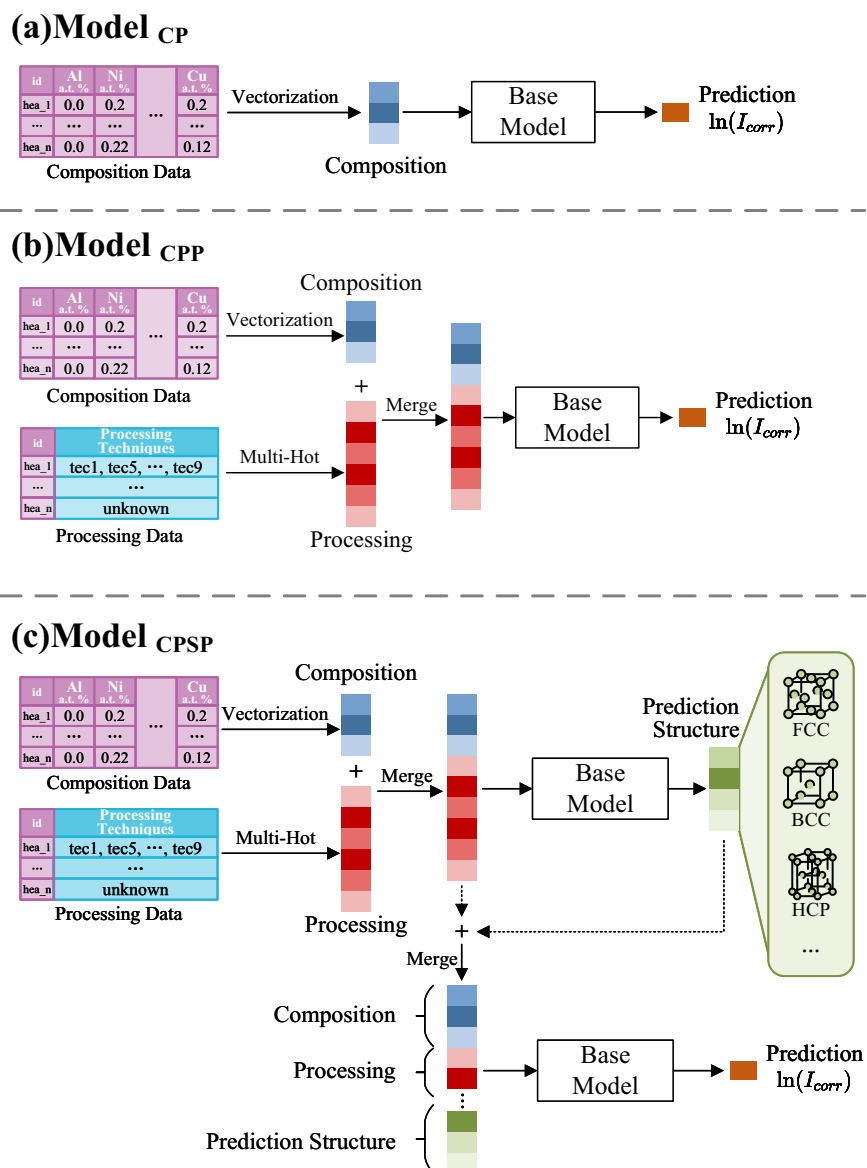 (a)Model CP
id Al a.t. % Ni a.t. % ... Cu a.t. %
hea_1 0.0 0.2 0.2
... ... ... ...
hea_n 0.0 0.22 0.12
Composition Data
Vectorization
Composition
Base
Model
Prediction
ln(I_corr)
(b)Model CPP
id Al a.t. % Ni a.t. % ... Cu a.t. %
hea_1 0.0 0.2 0.2
... ... ... ...
hea_n 0.0 0.22 0.12
Composition Data
Vectorization
Composition
+
id Processing Techniques
hea_1 tec1, tec5, ..., tec9
... ...
hea_n unknown
Processing Data
Multi-Hot
Processing
Merge
Base
Model
Prediction
ln(I_corr)
(c)Model CPSP
id Al a.t. % Ni a.t. % ... Cu a.t. %
hea_1 0.0 0.2 0.2
... ... ... ...
hea_n 0.0 0.22 0.12
Composition Data
Vectorization
Composition
+
id Processing Techniques
hea_1 tec1, tec5, ..., tec9
... ...
hea_n unknown
Processing Data
Multi-Hot
Processing
Merge
Base
Model
Prediction
Structure
FCC
BCC
HCP
...
+
Merge
Composition
Processing
...
Prediction Structure
Base
Model
Prediction
ln(I_corr)